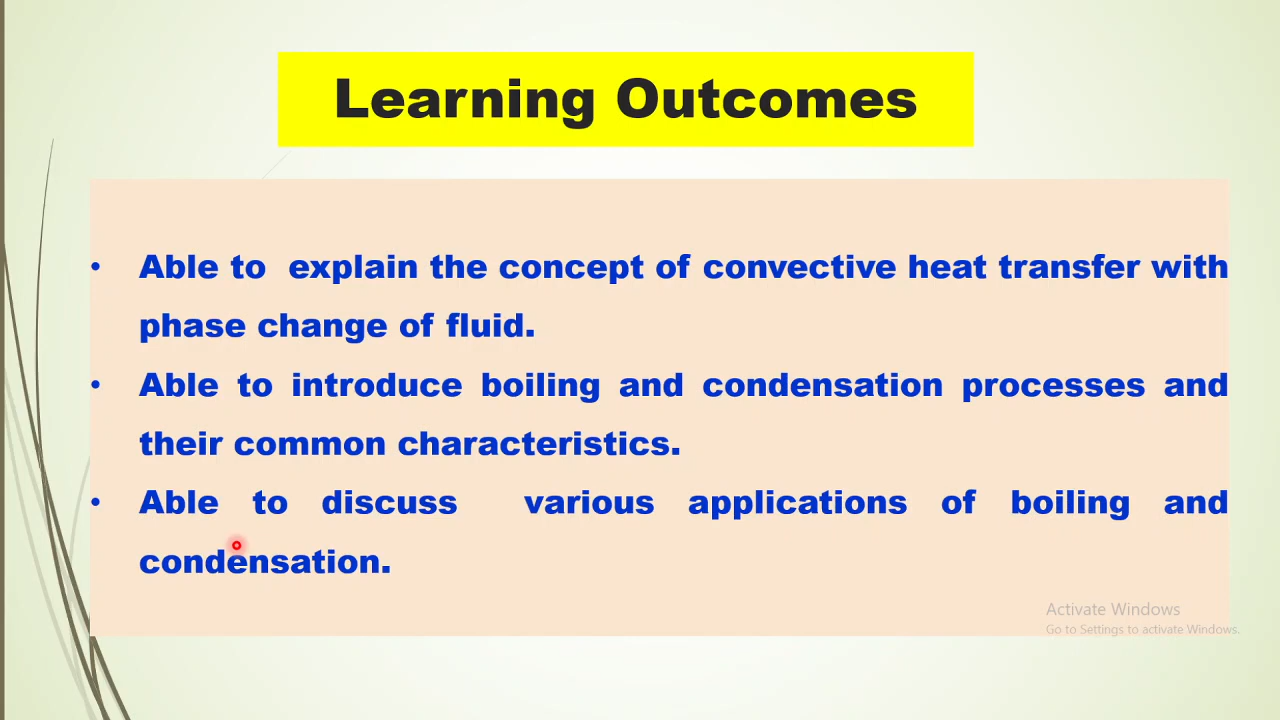 Learning Outcomes
• Able to explain the concept of convective heat transfer with
phase change of fluid.
• Able to introduce boiling and condensation processes and
their common characteristics.
• Able to discuss various applications of boiling and
condensation.
Activate Windows
Go to Settings to activate Windows.